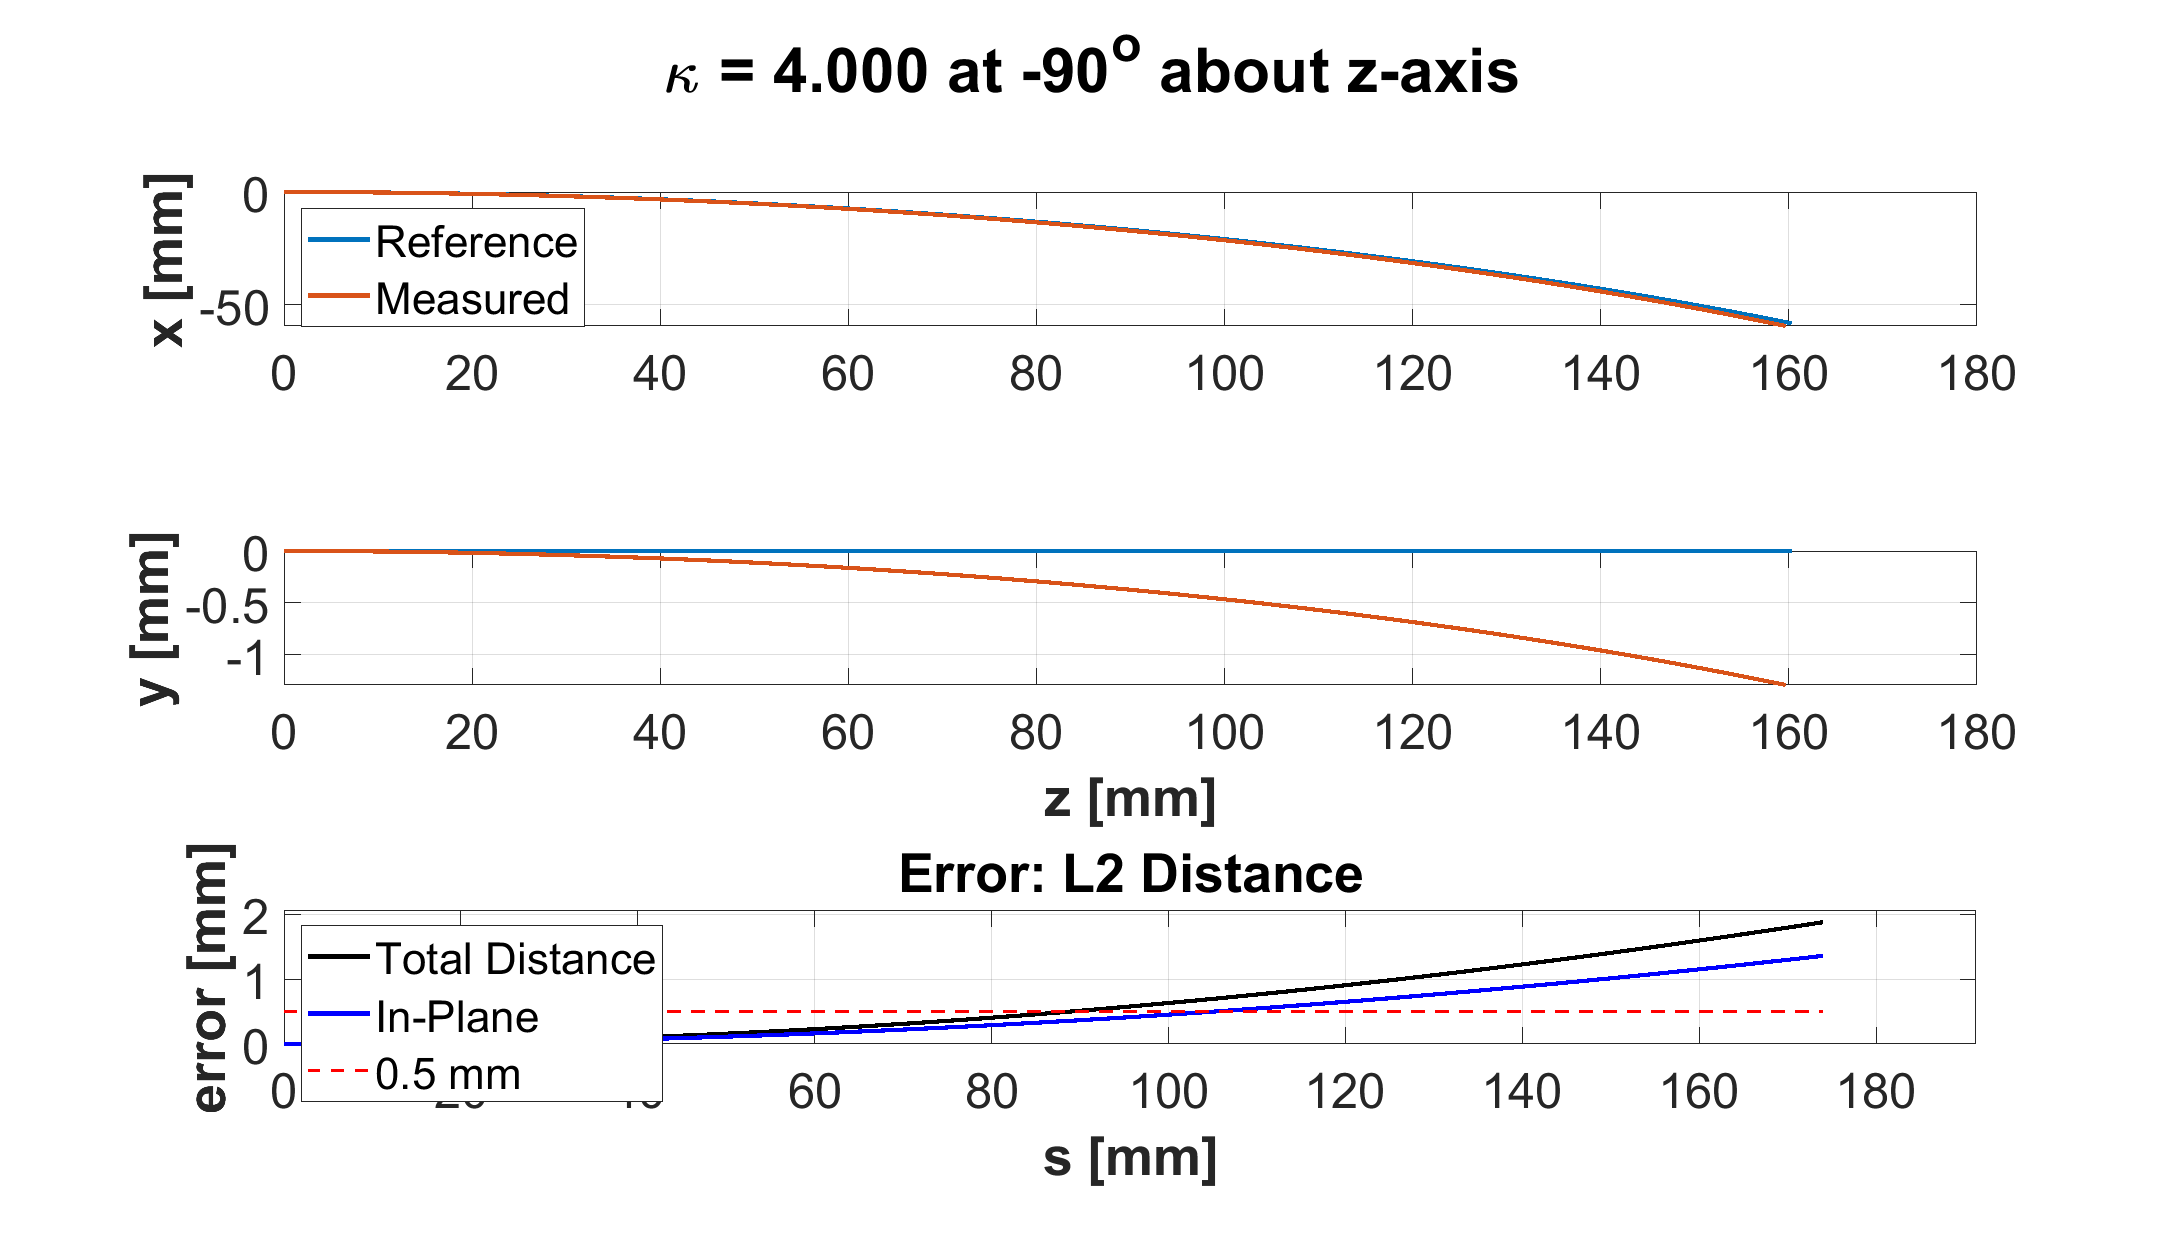 κ = 4.000 at -90° about z-axis
x [mm]
0
-50
Reference
Measured
0 20 40 60 80 100 120 140 160 180
y [mm]
0
-0.5
-1
0 20 40 60 80 100 120 140 160 180
z [mm]
Error: L2 Distance
error [mm]
2
1
0
Total Distance
In-Plane
0.5 mm
0 20 40 60 80 100 120 140 160 180
s [mm]